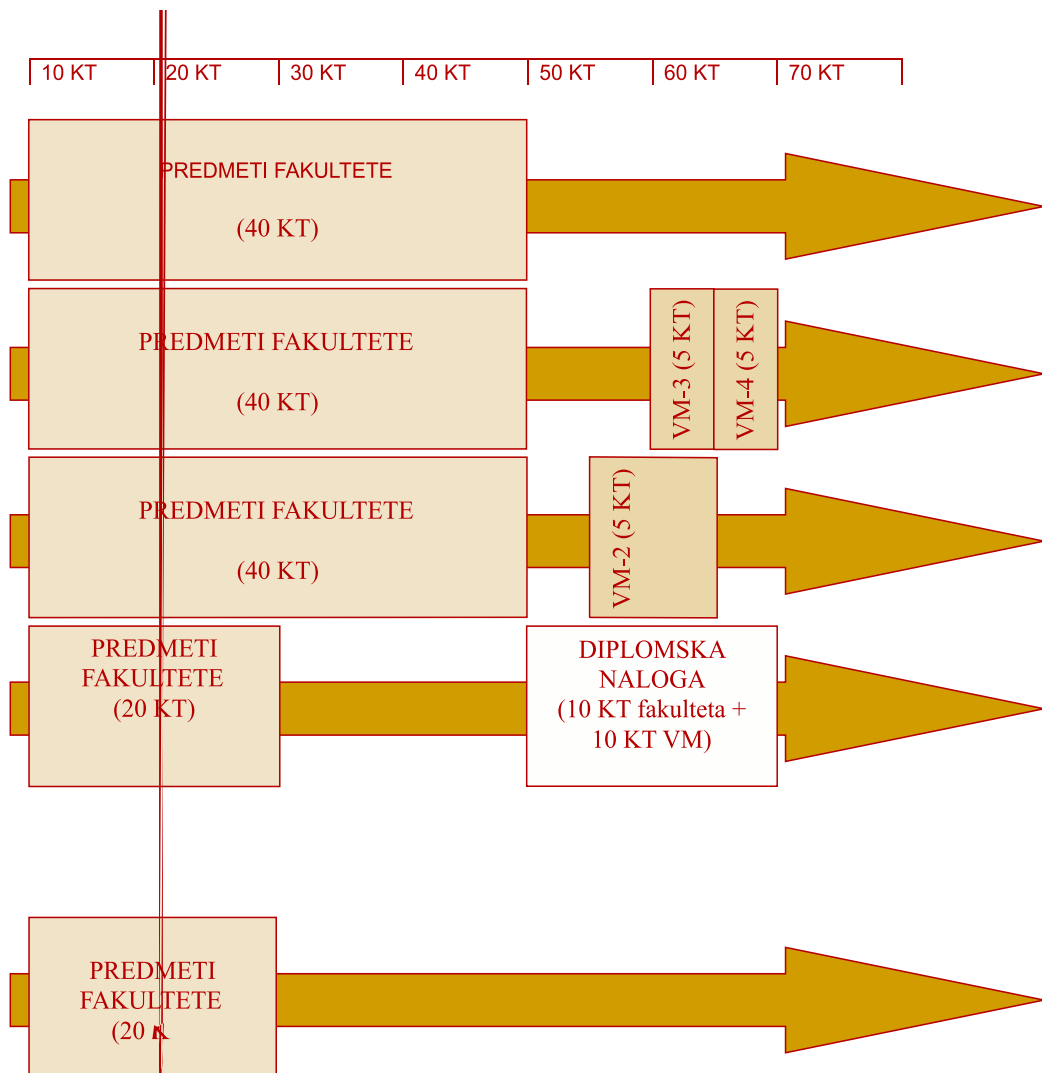 10 KT 20 KT 30 KT 40 KT 50 KT 60 KT 70 KT
PREDMETI FAKULTETE
(40 KT)
PREDMETI FAKULTETE
(40 KT)
VM-3 (5 KT)
VM-4 (5 KT)
PREDMETI FAKULTETE
(40 KT)
VM-2 (5 KT)
PREDMETI
FAKULTETE
(20 KT)
DIPLOMSKA
NALOGA
(10 KT fakulteta +
10 KT VM)
PREDMETI
FAKULTETE
(20